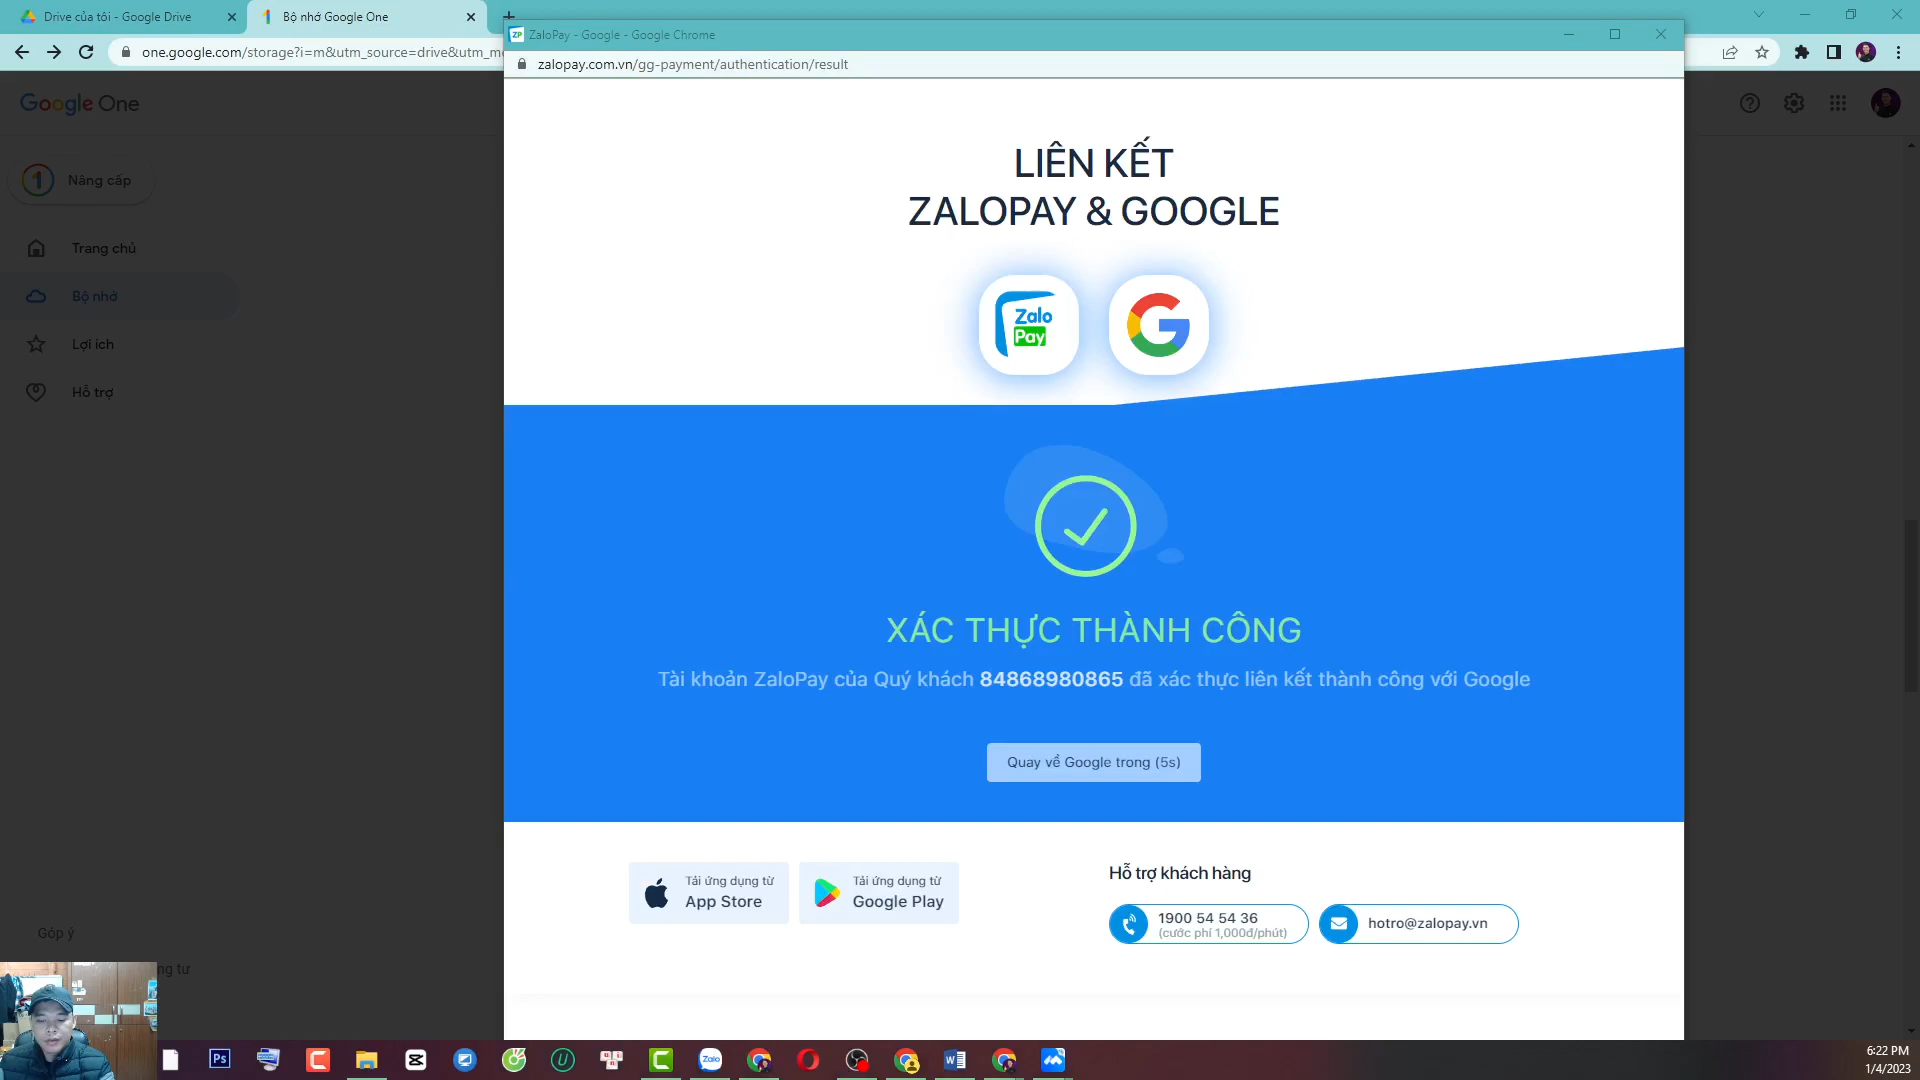 Drive của tôi - Google Drive
Bộ nhớ Google One
ZaloPay - Google - Google Chrome
one.google.com/storage?i=m&utm_source=drive&utm_m
zalopay.com.vn/gg-payment/authentication/result
Google One
Nâng cấp
Trang chủ
Bộ nhớ
Lợi ích
Hỗ trợ
Góp ý
ng tư
LIÊN KẾT
ZALOPAY & GOOGLE
Zalo
Pay
XÁC THỰC THÀNH CÔNG
Tài khoản ZaloPay của Quý khách 84868980865 đã xác thực liên kết thành công với Google
Quay về Google trong (5s)
Tải ứng dụng từ
App Store
Tải ứng dụng từ
Google Play
Hỗ trợ khách hàng
1900 54 54 36
(cước phí 1,000đ/phút)
hotro@zalopay.vn
Ps
Zalo
6:22 PM
1/4/2023